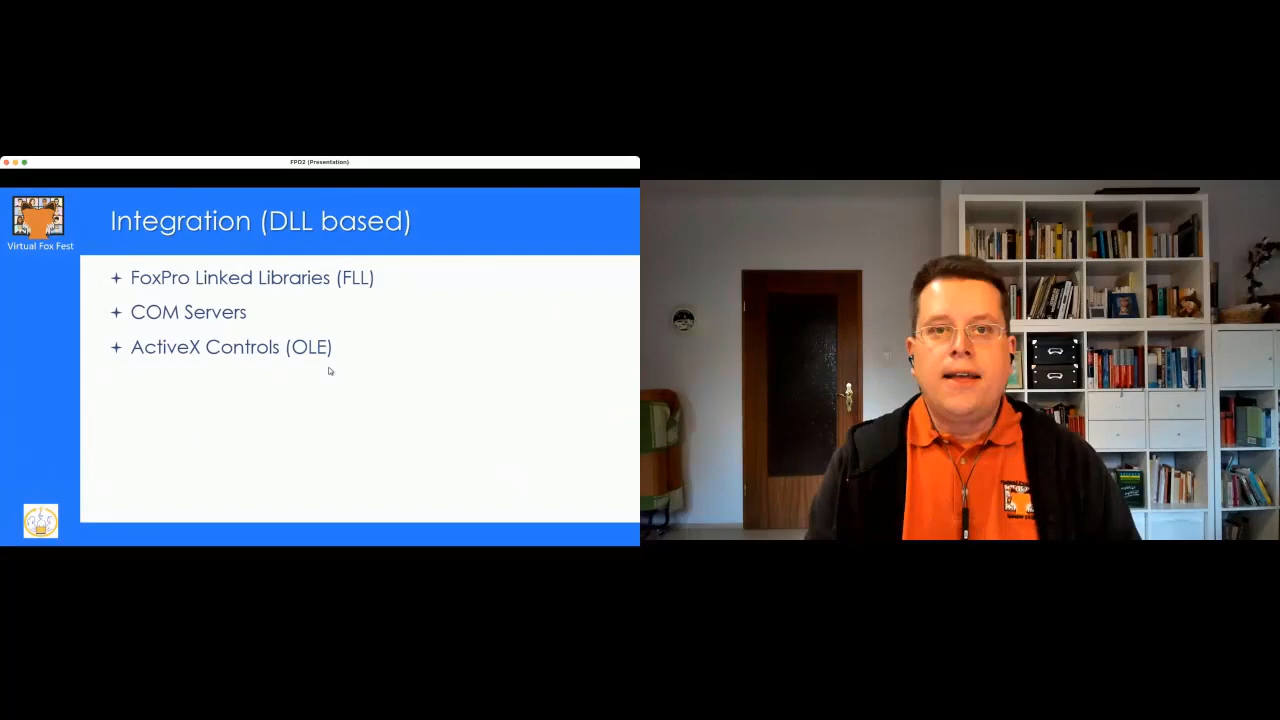 FPD2 (Presentation)
Integration (DLL based)
Virtual Fox Fest
FoxPro Linked Libraries (FLL)
COM Servers
ActiveX Controls (OLE)